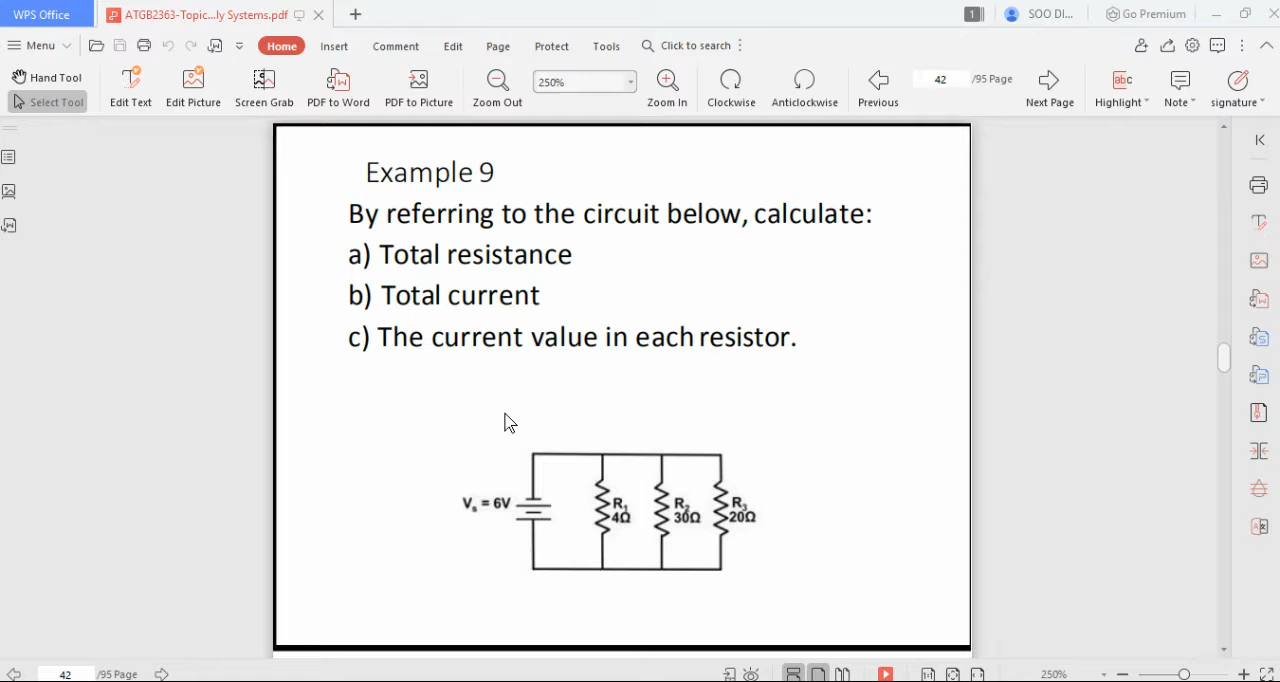 WPS Office
ATGB2363-Topic...ly Systems.pdf
1
SOO DI...
Go Premium
Menu
Home
Insert
Comment
Edit
Page
Protect
Tools
Click to search
Hand Tool
Select Tool
Edit Text
Edit Picture
Screen Grab
PDF to Word
PDF to Picture
Zoom Out
250%
Zoom In
Clockwise
Anticlockwise
Previous
42 /95 Page
Next Page
abc
Highlight
Note
signature
Example 9
By referring to the circuit below, calculate:
a) Total resistance
b) Total current
c) The current value in each resistor.
Vs = 6V
R1
4Ω
R2
30Ω
R3
20Ω
42 /95 Page
1:1
250%